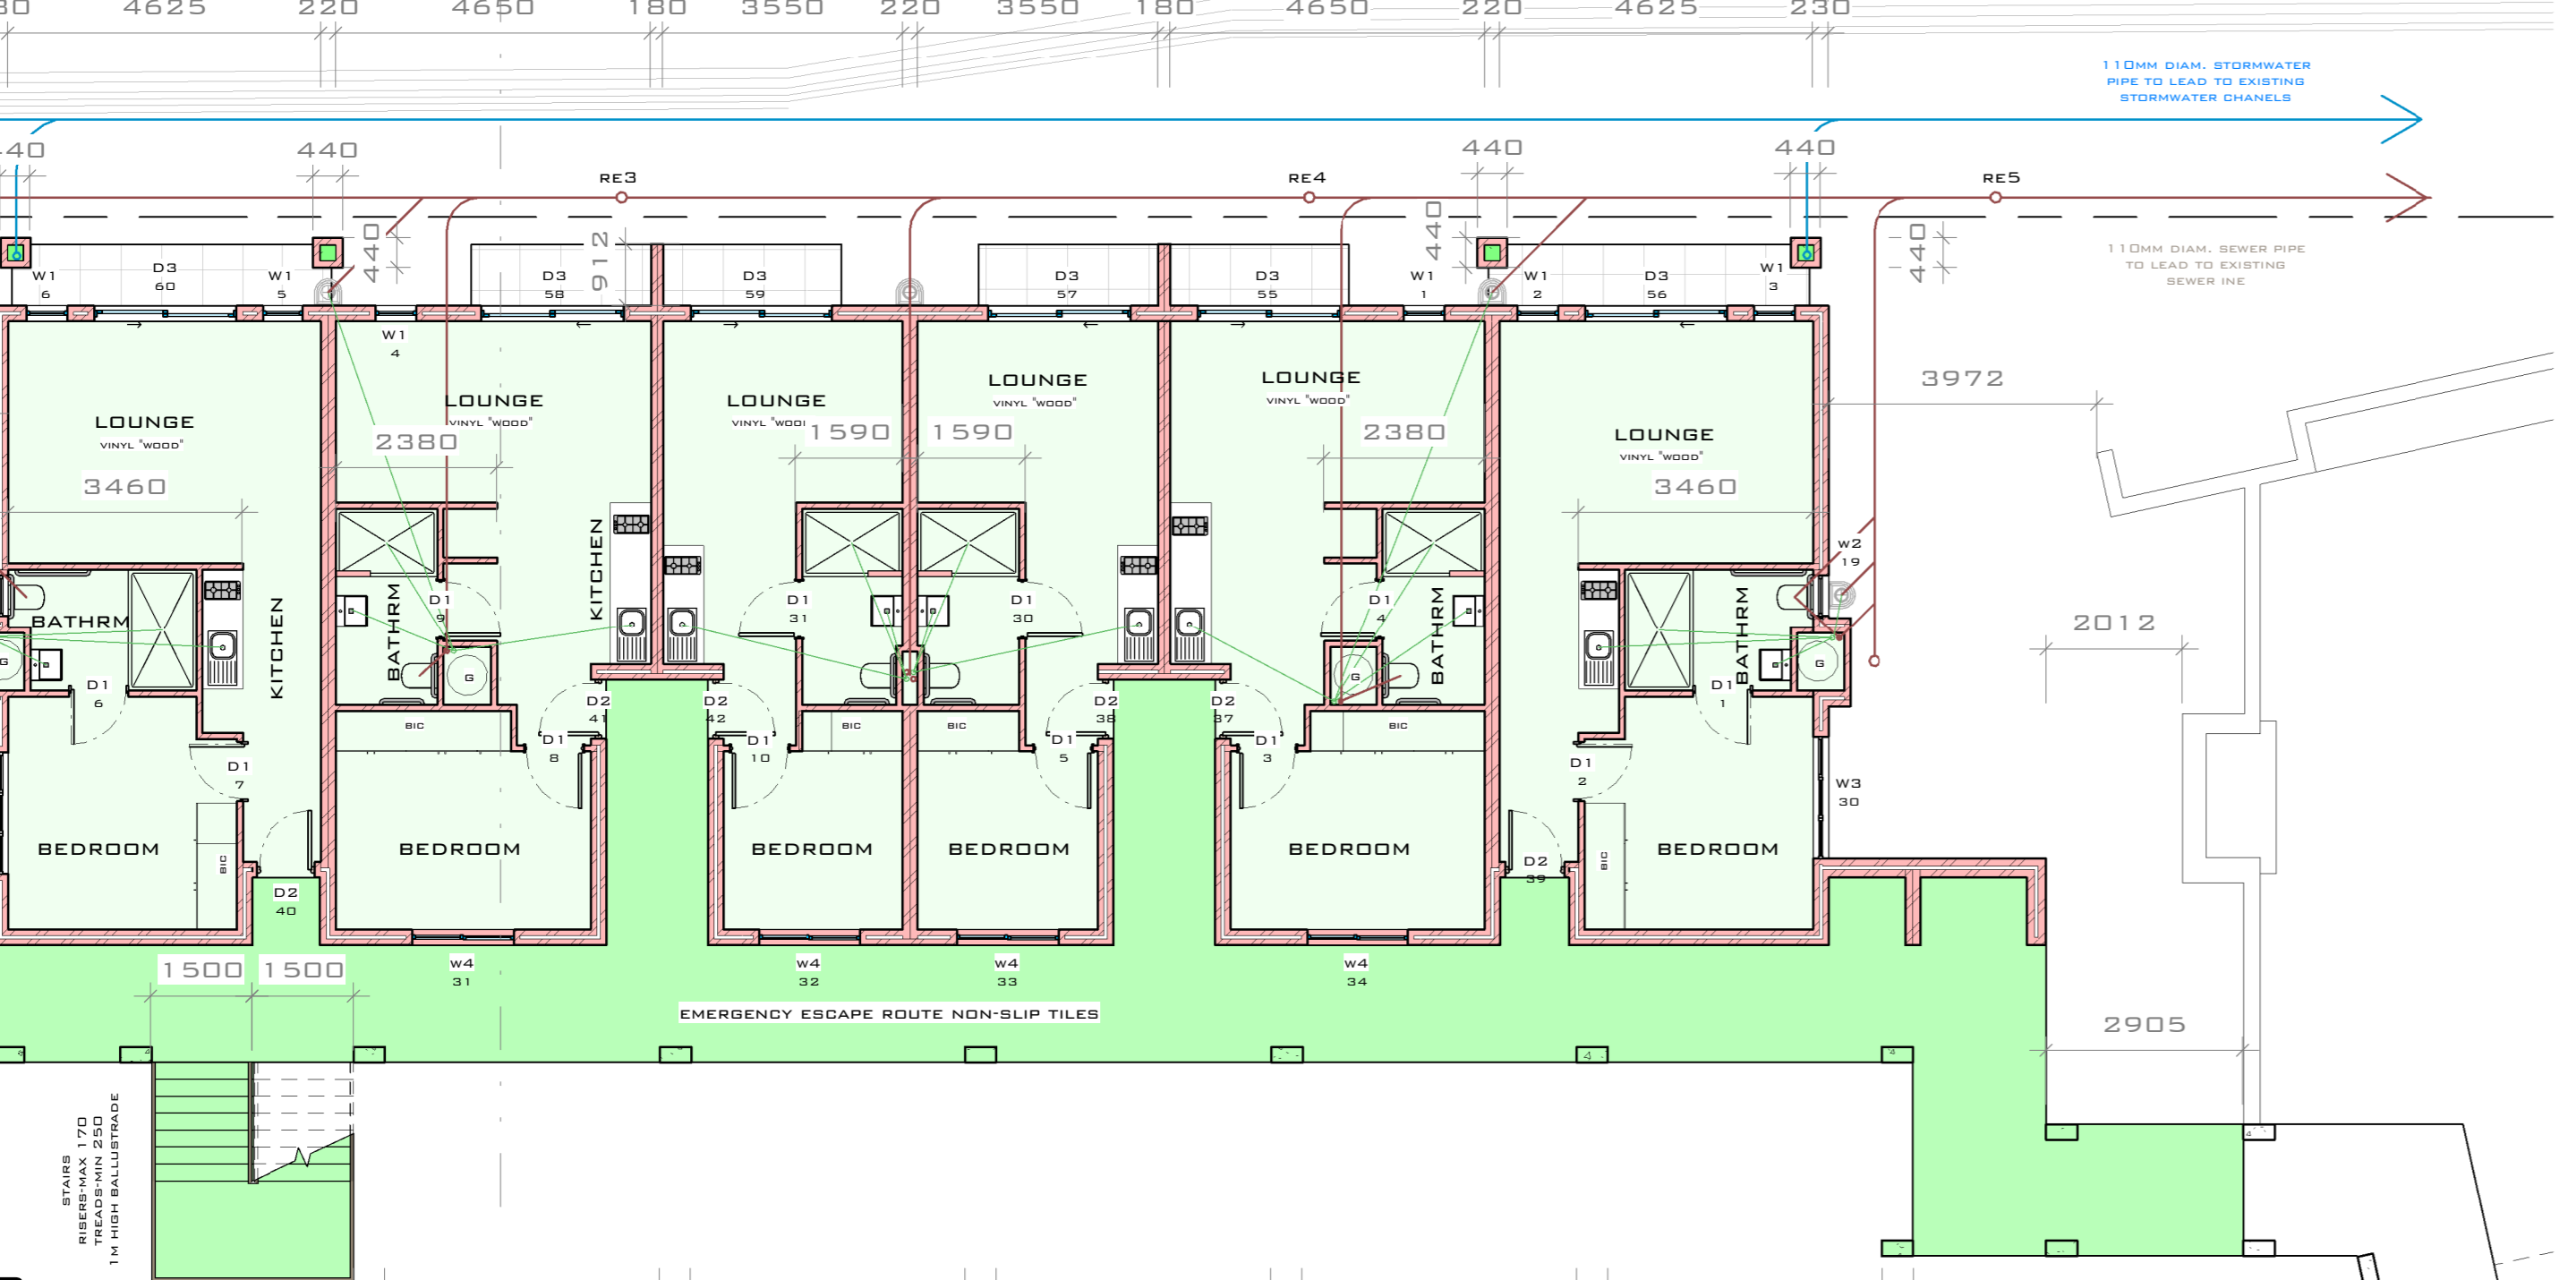 4625
220
4650
180
3550
220
3550
180
4650
220
4625
230
110MM DIAM. STORMWATER
PIPE TO LEAD TO EXISTING
STORMWATER CHANELS
440
440
440
RE3
RE4
RE5
440
912
440
440
110MM DIAM. SEWER PIPE
TO LEAD TO EXISTING
SEWER INE
W1
6
D3
60
W1
5
D3
58
D3
59
D3
57
D3
55
W1
1
W1
2
D3
56
W1
3
W1
4
LOUNGE
VINYL "WOOD"
LOUNGE
VINYL "WOOD"
LOUNGE
LOUNGE
VINYL "WOOD"
LOUNGE
VINYL "WOOD"
LOUNGE
VINYL "WOOD"
3972
3460
2380
1590
1590
2380
3460
W2
19
2012
BATHRM
KITCHEN
BATHRM
KITCHEN
BATHRM
BATHRM
D1
6
D1
9
D1
31
D1
30
D1
4
D1
1
G
G
G
G
D2
41
D2
42
D2
38
D2
37
BIC
BIC
BIC
BIC
D1
7
D1
8
D1
10
D1
5
D1
3
D1
2
W3
30
BEDROOM
BEDROOM
BEDROOM
BEDROOM
BEDROOM
BEDROOM
BIC
BIC
D2
40
D2
39
1500
1500
W4
31
W4
32
W4
33
W4
34
EMERGENCY ESCAPE ROUTE NON-SLIP TILES
2905
STAIRS
RISERS-MAX 170
TREADS-MIN 250
1M HIGH BALLUSTRADE